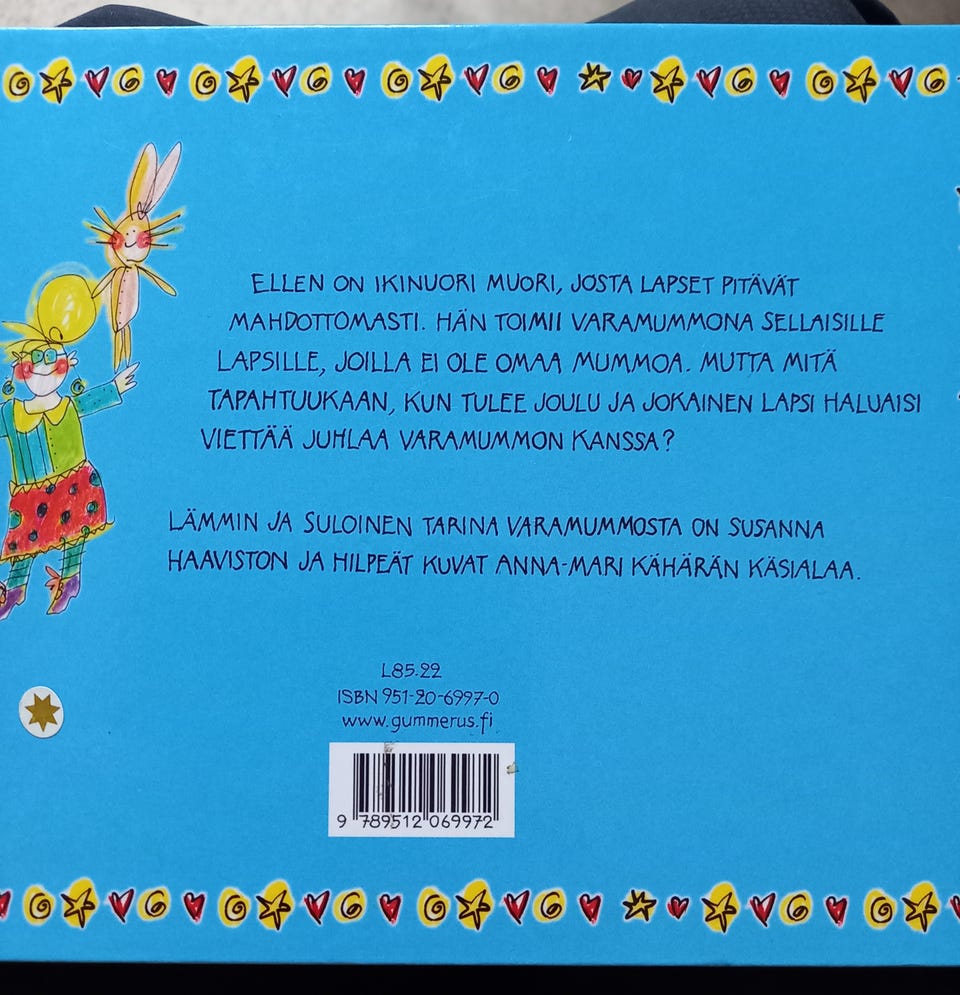 ELLEN ON IKINUORI MUORI, JOSTA LAPSET PITÄVÄT
MAHDOTTOMASTI. HÄN TOIMII VARAMUMMONA SELLAISILLE
LAPSILLE, JOILLA EI OLE OMAA MUMMOA. MUTTA MITÄ
TAPAHTUUKAAN, KUN TULEE JOULU JA JOKAINEN LAPSI HALUAISI
VIETTÄÄ JUHLAA VARAMUMMON KANSSA?
LÄMMIN JA SULOINEN TARINA VARAMUMMOSTA ON SUSANNA
HAAVISTON JA HILPEÄT KUVAT ANNA-MARI KÄHÄRÄN KÄSIALAA.
L85.22
ISBN 951-20-6997-0
www.gummerus.fi
9 789512 069972